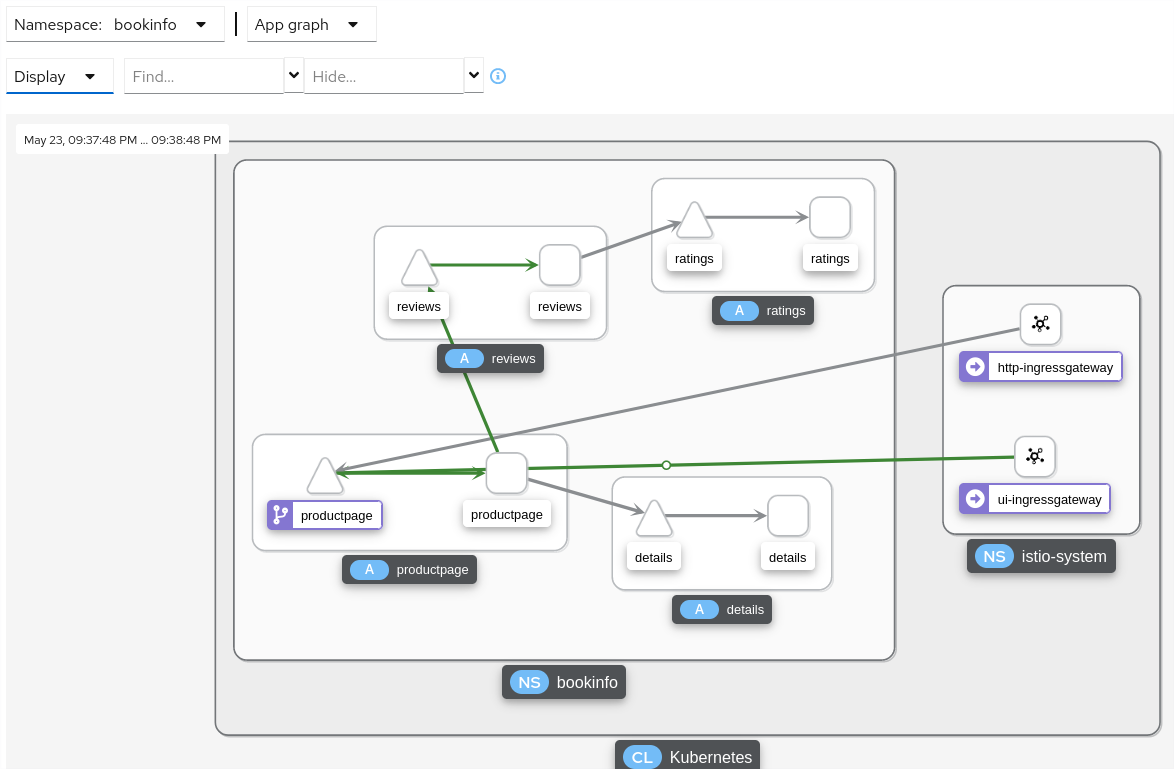 Namespace: bookinfo
App graph
Display
Find...
Hide...
May 23, 09:37:48 PM ... 09:38:48 PM
ratings
ratings
A ratings
reviews
reviews
A reviews
http-ingressgateway
ui-ingressgateway
NS istio-system
productpage
productpage
A productpage
details
details
A details
NS bookinfo
CL Kubernetes